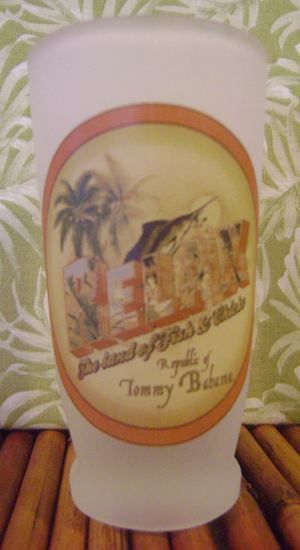 RELAX
The land of Fish & Chicks
Republic of
Tommy Bahama